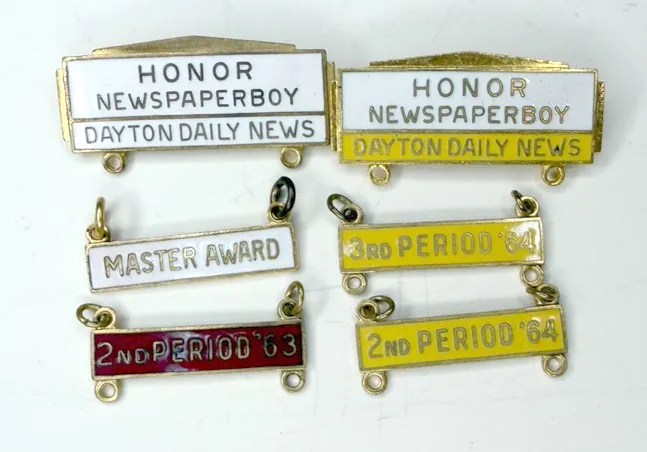 HONOR
NEWSPAPERBOY
DAYTON DAILY NEWS
HONOR
NEWSPAPERBOY
DAYTON DAILY NEWS
MASTER AWARD
3RD PERIOD '64
2ND PERIOD '63
2ND PERIOD '64